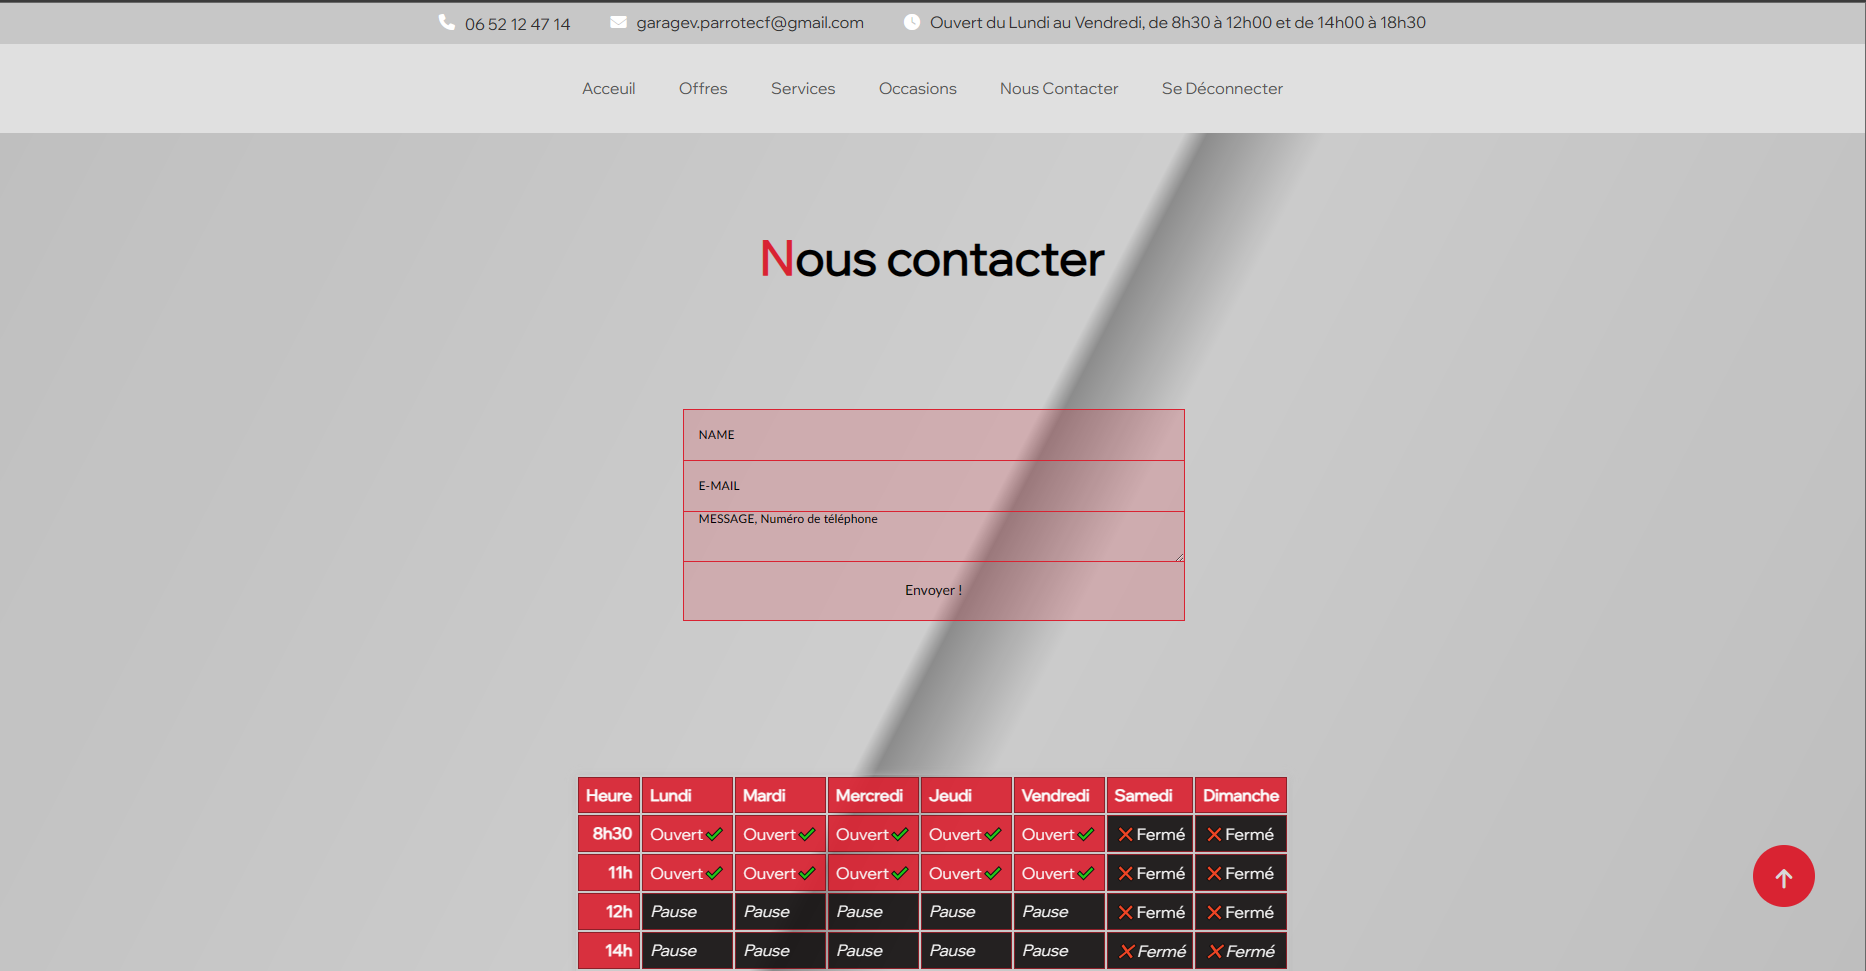 06 52 12 47 14 garagev.parrotecf@gmail.com Ouvert du Lundi au Vendredi, de 8h30 à 12h00 et de 14h00 à 18h30
Acceuil Offres Services Occasions Nous Contacter Se Déconnecter
Nous contacter
NAME
E-MAIL
MESSAGE, Numéro de téléphone
Envoyer !
Heure Lundi Mardi Mercredi Jeudi Vendredi Samedi Dimanche
8h30 Ouvert Ouvert Ouvert Ouvert Ouvert Fermé Fermé
11h Ouvert Ouvert Ouvert Ouvert Ouvert Fermé Fermé
12h Pause Pause Pause Pause Pause Fermé Fermé
14h Pause Pause Pause Pause Pause Fermé Fermé